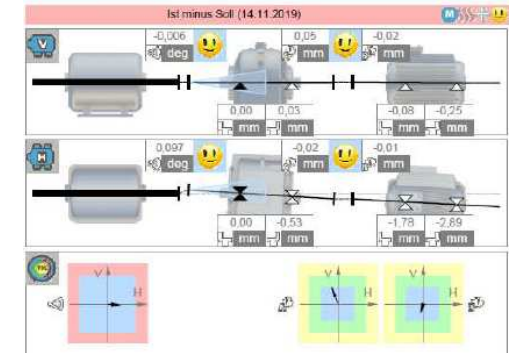 Ist minus Soll (14.11.2019)
M
V
-0,006
deg
0,05
mm
-0,02
mm
0,00
mm
0,03
mm
-0,08
mm
-0,25
mm
H
0,097
deg
-0,02
mm
-0,01
mm
0,00
mm
-0,53
mm
-1,78
mm
-2,69
mm
V
H
V
H
V
H